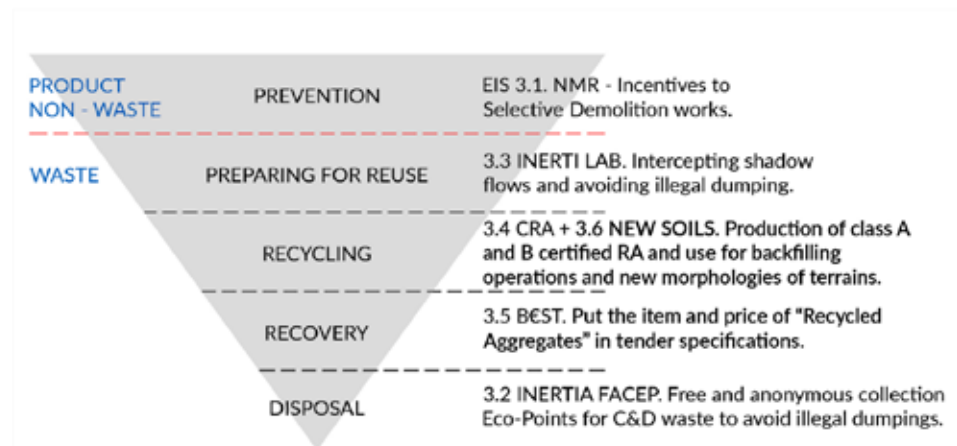 PRODUCT
NON - WASTE
PREVENTION
EIS 3.1. NMR - Incentives to
Selective Demolition works.
WASTE
PREPARING FOR REUSE
3.3 INERTI LAB. Intercepting shadow
flows and avoiding illegal dumping.
RECYCLING
3.4 CRA + 3.6 NEW SOILS. Production of class A
and B certified RA and use for backfilling
operations and new morphologies of terrains.
RECOVERY
3.5 B€ST. Put the item and price of “Recycled
Aggregates” in tender specifications.
DISPOSAL
3.2 INERTIA FACEP. Free and anonymous collection
Eco-Points for C&D waste to avoid illegal dumpings.